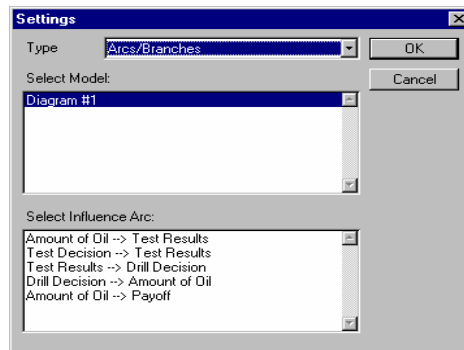 Settings
Type Arcs/Branches OK
Select Model: Cancel
Diagram #1
Select Influence Arc:
Amount of Oil --> Test Results
Test Decision --> Test Results
Test Results --> Drill Decision
Drill Decision --> Amount of Oil
Amount of Oil --> Payoff